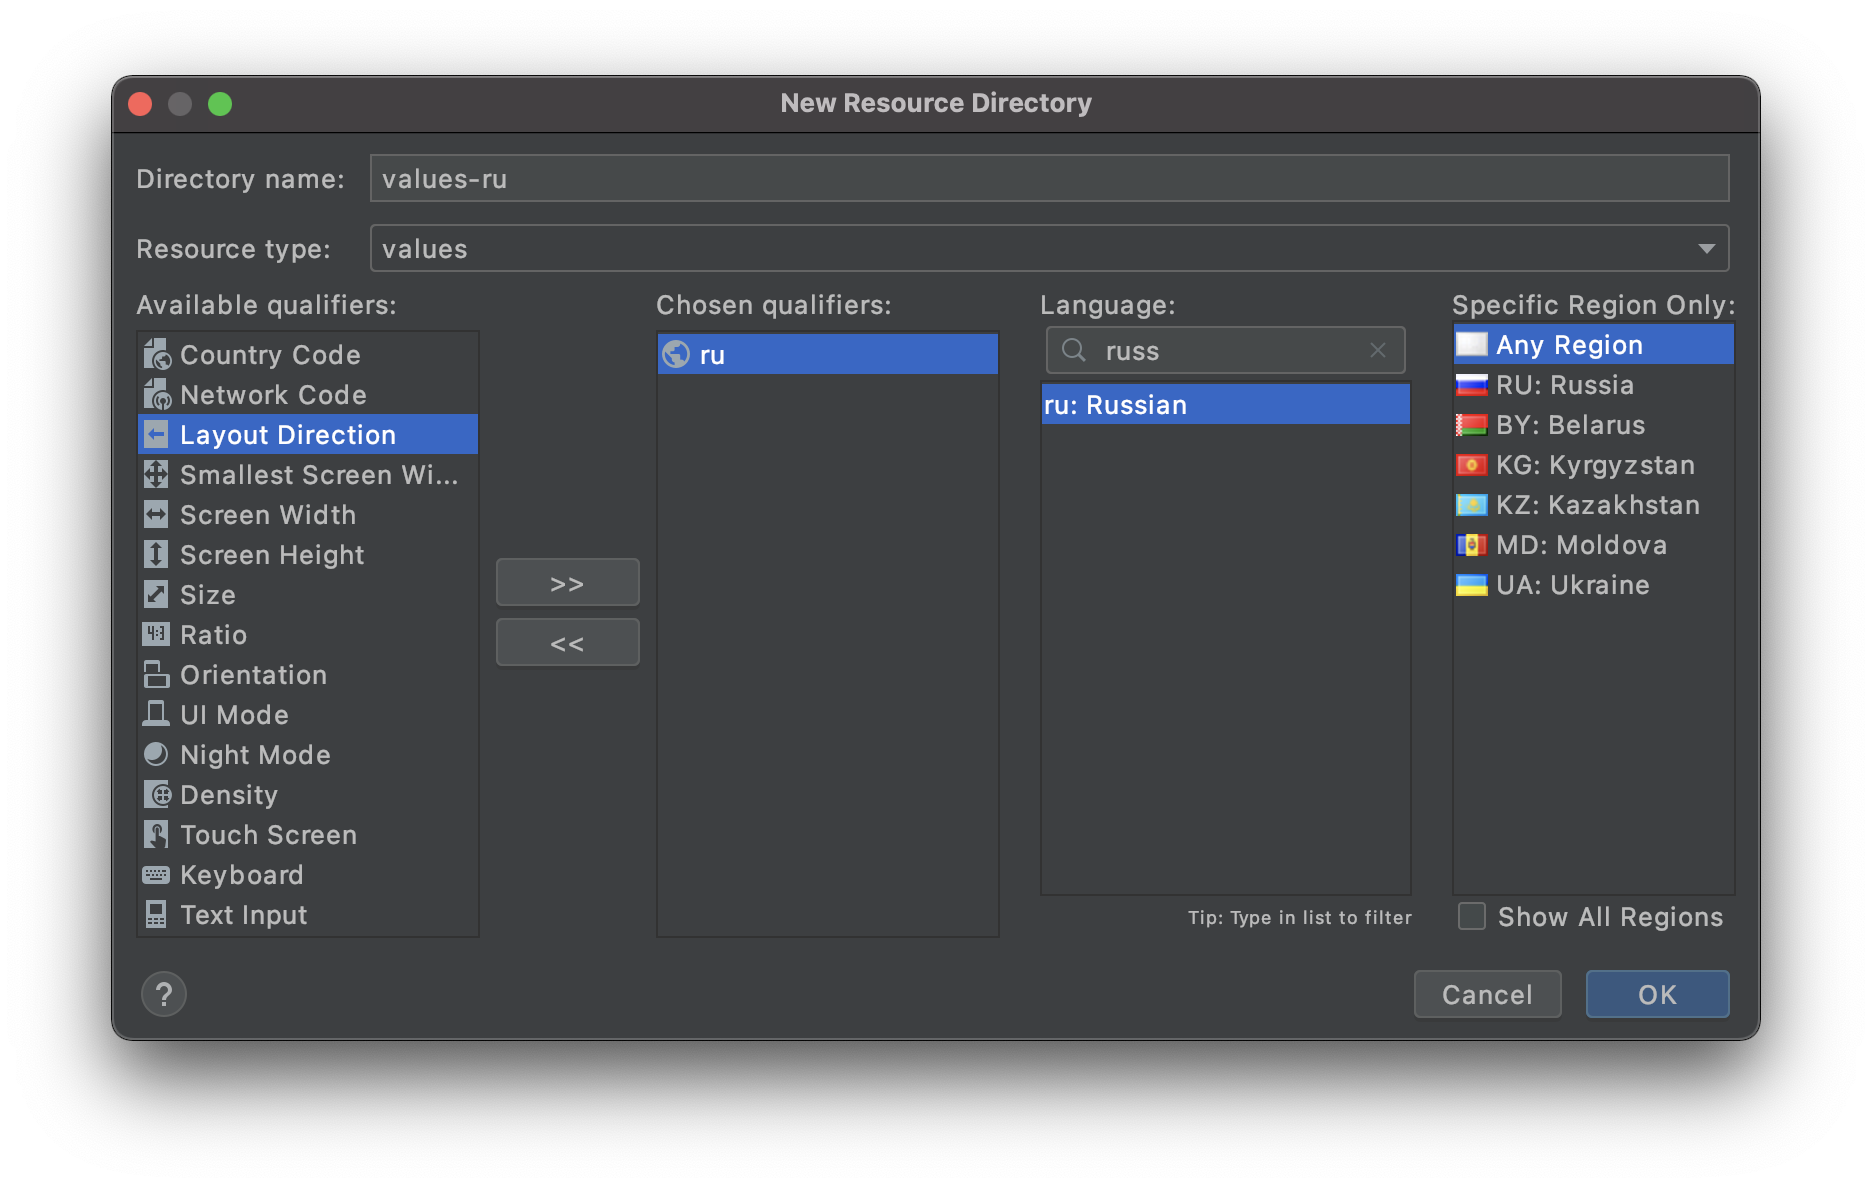 New Resource Directory
Directory name:
values-ru
Resource type:
values
Available qualifiers:
Country Code
Network Code
Layout Direction
Smallest Screen Wi...
Screen Width
Screen Height
Size
Ratio
Orientation
UI Mode
Night Mode
Density
Touch Screen
Keyboard
Text Input
>>
<<
Chosen qualifiers:
ru
Language:
russ
ru: Russian
Tip: Type in list to filter
Specific Region Only:
Any Region
RU: Russia
BY: Belarus
KG: Kyrgyzstan
KZ: Kazakhstan
MD: Moldova
UA: Ukraine
Show All Regions
?
Cancel
OK